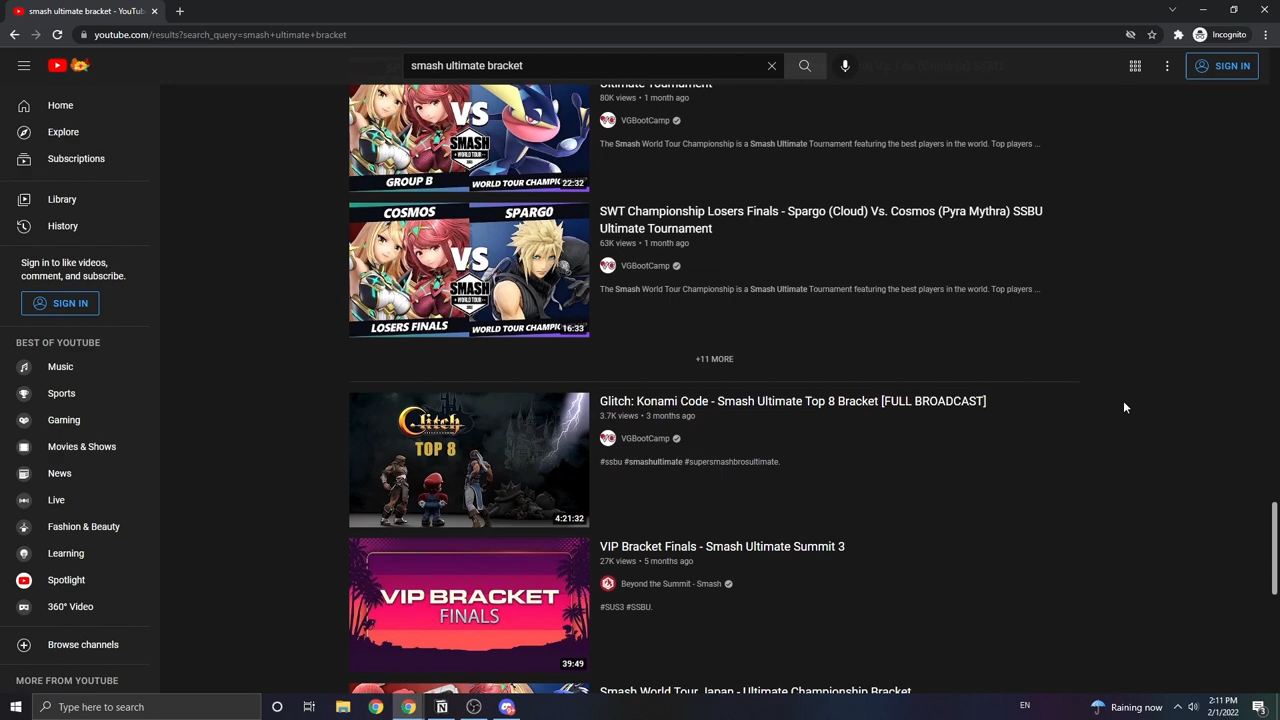 smash ultimate bracket - YouTub
youtube.com/results?search_query=smash+ultimate+bracket
Incognito
smash ultimate bracket
SIGN IN
Home
Explore
Subscriptions
Library
History
Sign in to like videos,
comment, and subscribe.
SIGN IN
BEST OF YOUTUBE
Music
Sports
Gaming
Movies & Shows
News
Live
Fashion & Beauty
Learning
Spotlight
360° Video
Browse channels
MORE FROM YOUTUBE
VS
SMASH
WORLD TOUR
GROUP B
WORLD TOUR CHAMPIO
22:32
Ultimate Tournament
80K views • 1 month ago
VGBootCamp
The Smash World Tour Championship is a Smash Ultimate Tournament featuring the best players in the world. Top players ...
COSMOS
SPARG0
VS
SMASH
WORLD TOUR
LOSERS FINALS
WORLD TOUR CHAMPIO
16:33
SWT Championship Losers Finals - Spargo (Cloud) Vs. Cosmos (Pyra Mythra) SSBU
Ultimate Tournament
63K views • 1 month ago
VGBootCamp
The Smash World Tour Championship is a Smash Ultimate Tournament featuring the best players in the world. Top players ...
+11 MORE
Glitch
TOP 8
4:21:32
Glitch: Konami Code - Smash Ultimate Top 8 Bracket [FULL BROADCAST]
3.7K views • 3 months ago
VGBootCamp
#ssbu #smashultimate #supersmashbrosultimate.
VIP BRACKET
FINALS
39:49
VIP Bracket Finals - Smash Ultimate Summit 3
27K views • 5 months ago
Beyond the Summit - Smash
#SUS3 #SSBU.
Smash World Tour Japan - Ultimate Championship Bracket
Type here to search
Raining now
EN
2:11 PM
2/1/2022